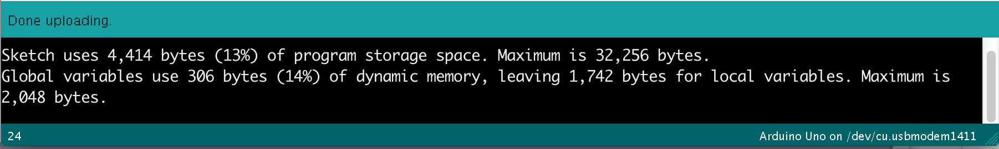 Done uploading.
Sketch uses 4,414 bytes (13%) of program storage space. Maximum is 32,256 bytes.
Global variables use 306 bytes (14%) of dynamic memory, leaving 1,742 bytes for local variables. Maximum is
2,048 bytes.
24
Arduino Uno on /dev/cu.usbmodem1411